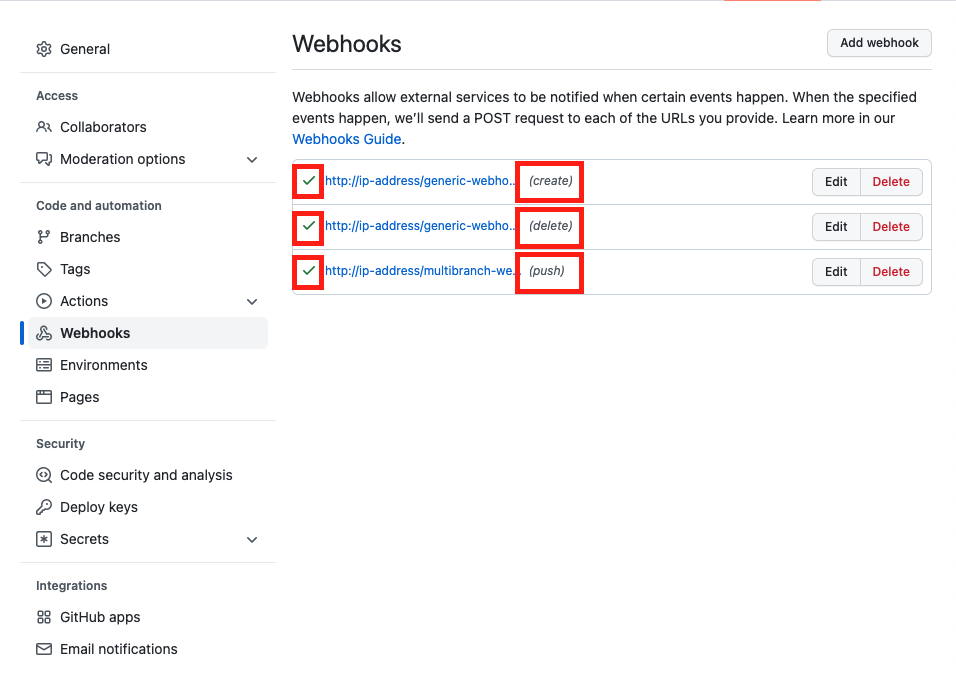 General
Access
Collaborators
Moderation options
Code and automation
Branches
Tags
Actions
Webhooks
Environments
Pages
Security
Code security and analysis
Deploy keys
Secrets
Integrations
GitHub apps
Email notifications
Webhooks
Add webhook
Webhooks allow external services to be notified when certain events happen. When the specified
events happen, we’ll send a POST request to each of the URLs you provide. Learn more in our
Webhooks Guide.
http://ip-address/generic-webho... (create) Edit Delete
http://ip-address/generic-webho... (delete) Edit Delete
http://ip-address/multibranch-we... (push) Edit Delete